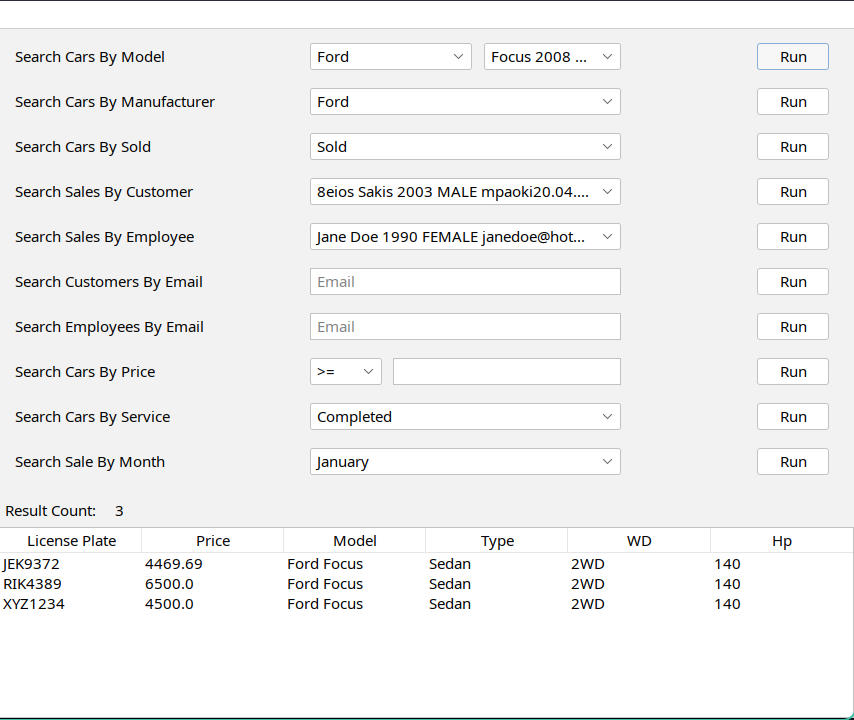 Search Cars By Model Ford Focus 2008 ... Run
Search Cars By Manufacturer Ford Run
Search Cars By Sold Sold Run
Search Sales By Customer 8eios Sakis 2003 MALE mpaoki20.04.... Run
Search Sales By Employee Jane Doe 1990 FEMALE janedoe@hot... Run
Search Customers By Email Email Run
Search Employees By Email Email Run
Search Cars By Price >= Run
Search Cars By Service Completed Run
Search Sale By Month January Run
Result Count: 3
License Plate Price Model Type WD Hp
JEK9372 4469.69 Ford Focus Sedan 2WD 140
RIK4389 6500.0 Ford Focus Sedan 2WD 140
XYZ1234 4500.0 Ford Focus Sedan 2WD 140